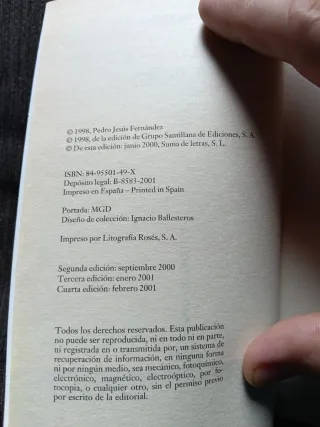 © 1998, Pedro Jesús Fernández
© 1998, de la edición de Grupo Santillana de Ediciones, S. A.
© De esta edición: junio 2000, Suma de letras, S. L.
ISBN: 84-95501-49-X
Depósito legal: B-8583-2001
Impreso en España – Printed in Spain
Portada: MGD
Diseño de colección: Ignacio Ballesteros
Impreso por Litografía Rosés, S. A.
Segunda edición: septiembre 2000
Tercera edición: enero 2001
Cuarta edición: febrero 2001
Todos los derechos reservados. Esta publicación
no puede ser reproducida, ni en todo ni en parte,
ni registrada en o transmitida por, un sistema de
recuperación de información, en ninguna forma
ni por ningún medio, sea mecánico, fotoquímico,
electrónico, magnético, electroóptico, por fo-
tocopia, o cualquier otro, sin el permiso previo
por escrito de la editorial.